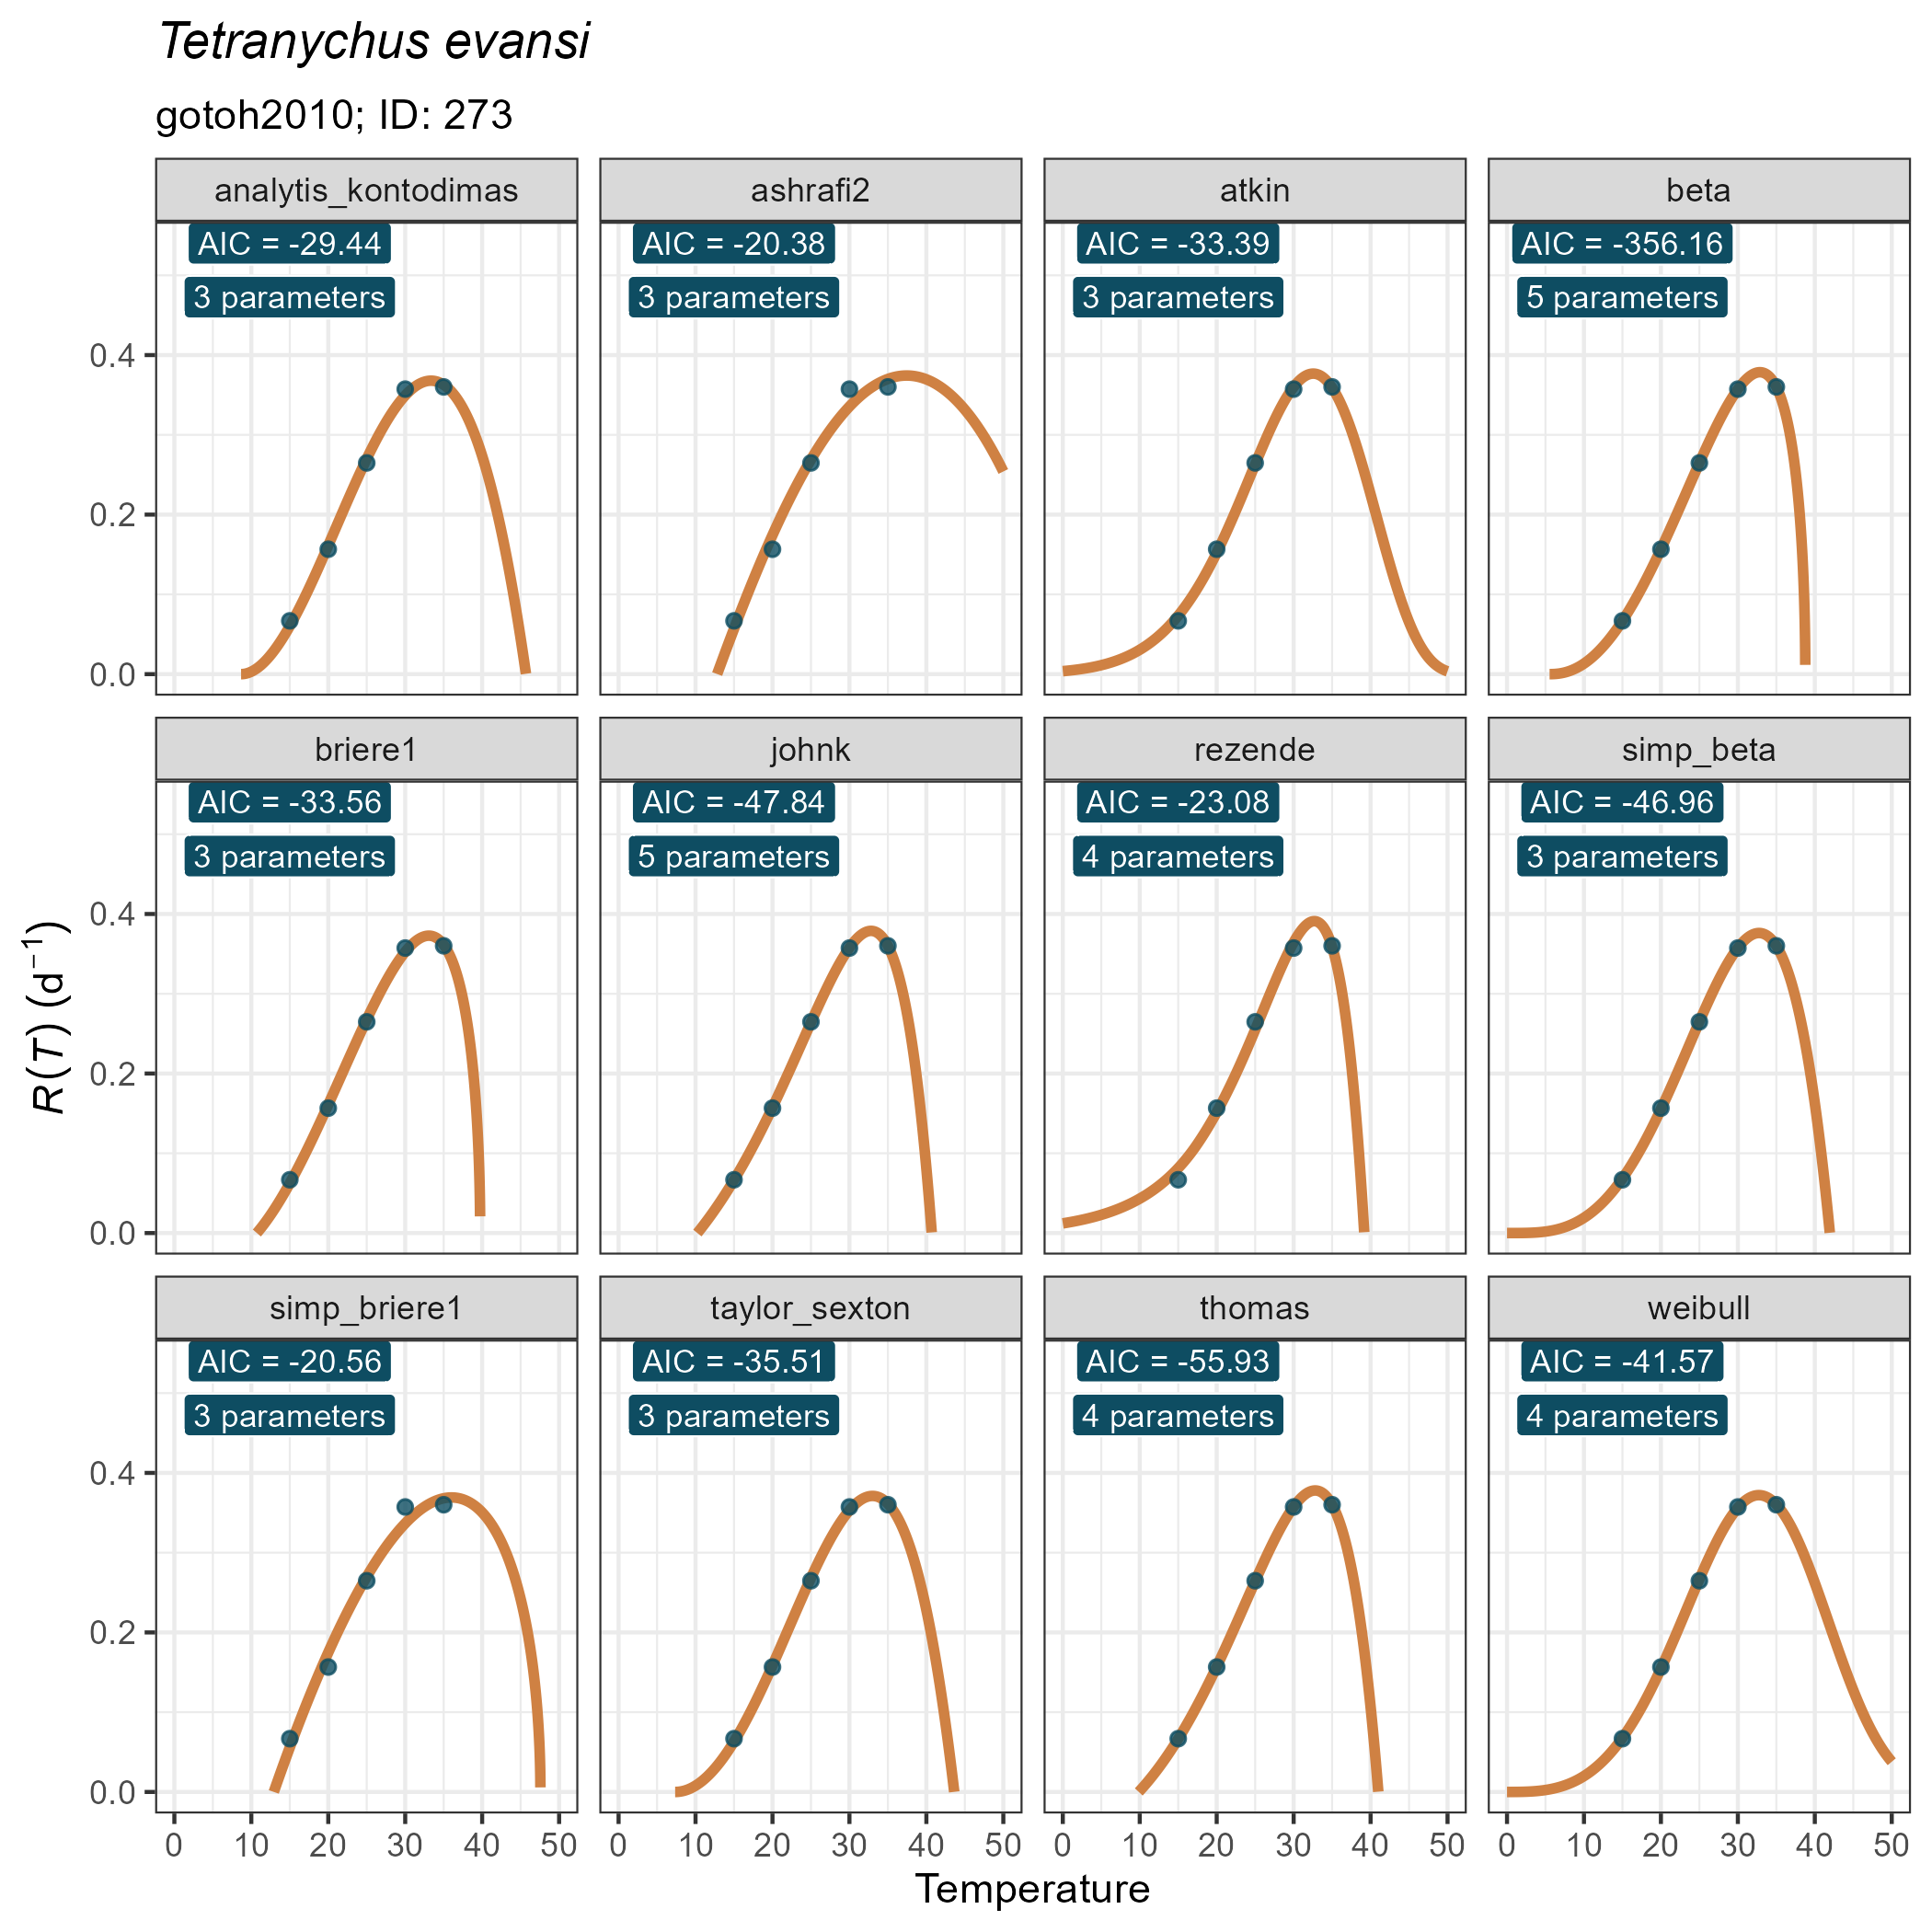 Tetranychus evansi
gotoh2010; ID: 273
analytis_kontodimas
AIC = -29.44
3 parameters
ashrafi2
AIC = -20.38
3 parameters
atkin
AIC = -33.39
3 parameters
beta
AIC = -356.16
5 parameters
0.4
0.2
0.0
briere1
AIC = -33.56
3 parameters
johnk
AIC = -47.84
5 parameters
rezende
AIC = -23.08
4 parameters
simp_beta
AIC = -46.96
3 parameters
0.4
0.2
0.0
R(T) (d⁻¹)
simp_briere1
AIC = -20.56
3 parameters
taylor_sexton
AIC = -35.51
3 parameters
thomas
AIC = -55.93
4 parameters
weibull
AIC = -41.57
4 parameters
0.4
0.2
0.0
0 10 20 30 40 50 0 10 20 30 40 50 0 10 20 30 40 50 0 10 20 30 40 50
Temperature